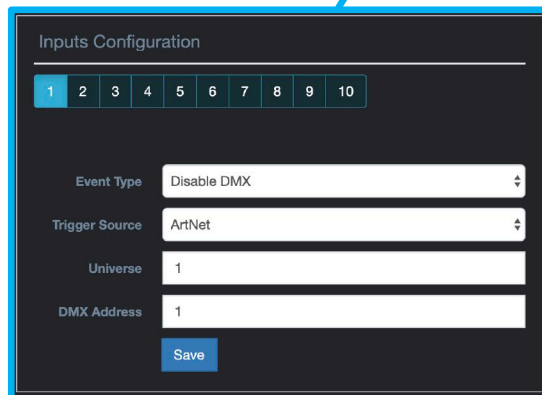 Inputs Configuration
1 2 3 4 5 6 7 8 9 10
Event Type Disable DMX
Trigger Source ArtNet
Universe 1
DMX Address 1
Save